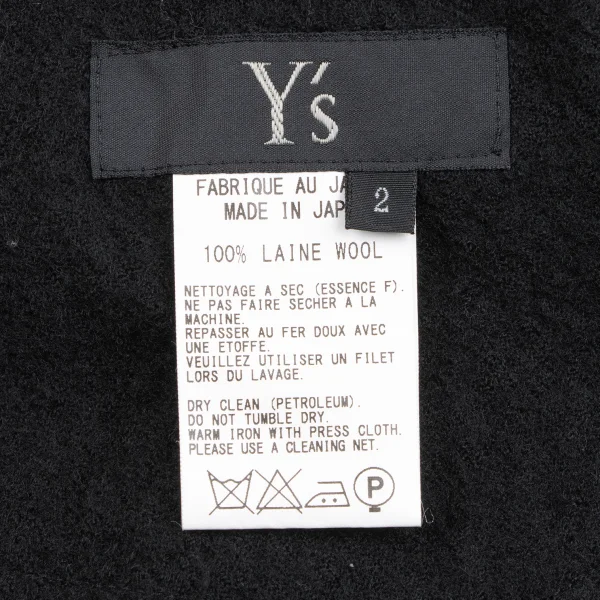 Y's
2
FABRIQUE AU JA
MADE IN JAP
100% LAINE WOOL
NETTOYAGE A SEC (ESSENCE F).
NE PAS FAIRE SECHER A LA
MACHINE.
REPASSER AU FER DOUX AVEC
UNE ETOFFE.
VEUILLEZ UTILISER UN FILET
LORS DU LAVAGE.
DRY CLEAN (PETROLEUM).
DO NOT TUMBLE DRY.
WARM IRON WITH PRESS CLOTH.
PLEASE USE A CLEANING NET.
P